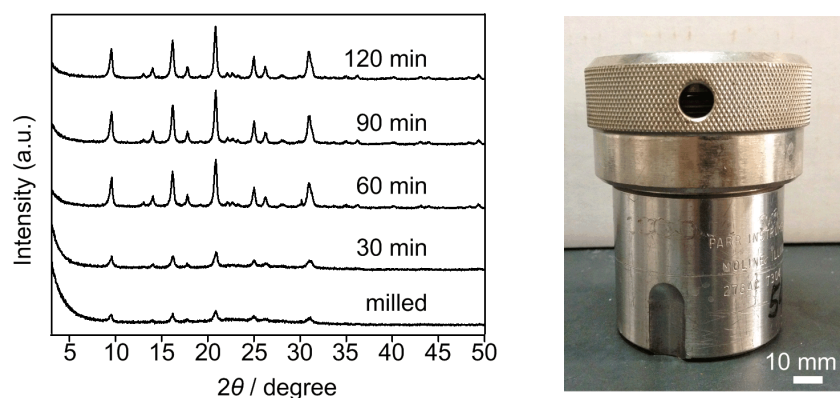 120 min
90 min
60 min
30 min
milled
Intensity (a.u.)
5 10 15 20 25 30 35 40 45 50
2θ / degree
PARR INSTR
MOLINE
10 mm